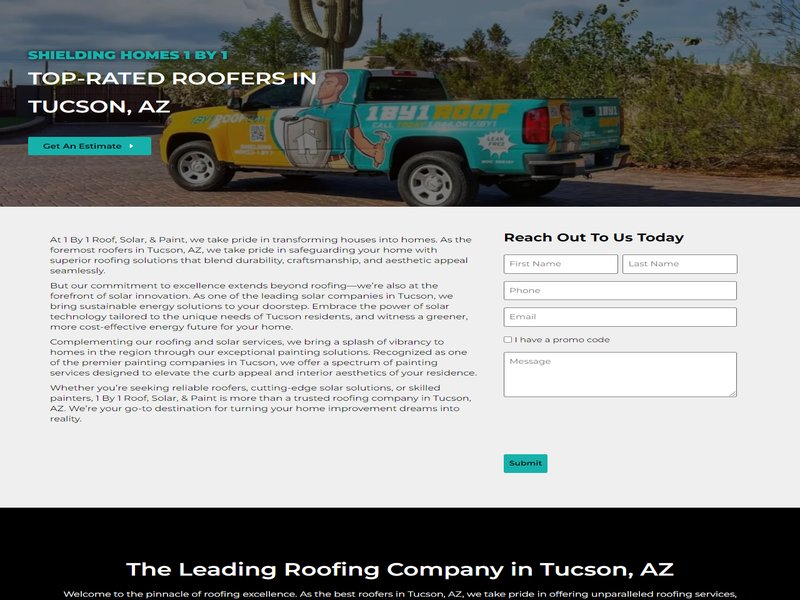 SHIELDING HOMES 1 BY 1
TOP-RATED ROOFERS IN
TUCSON, AZ
Get An Estimate
1BY1 ROOF
LEAK
FREE
At 1 By 1 Roof, Solar, & Paint, we take pride in transforming houses into homes. As the
foremost roofers in Tucson, AZ, we take pride in safeguarding your home with
superior roofing solutions that blend durability, craftsmanship, and aesthetic appeal
seamlessly.
But our commitment to excellence extends beyond roofing—we're also at the
forefront of solar innovation. As one of the leading solar companies in Tucson, we
bring sustainable energy solutions to your doorstep. Embrace the power of solar
technology tailored to the unique needs of Tucson residents, and witness a greener,
more cost-effective energy future for your home.
Complementing our roofing and solar services, we bring a splash of vibrancy to
homes in the region through our exceptional painting solutions. Recognized as one
of the premier painting companies in Tucson, we offer a spectrum of painting
services designed to elevate the curb appeal and interior aesthetics of your residence.
Whether you're seeking reliable roofers, cutting-edge solar solutions, or skilled
painters, 1 By 1 Roof, Solar, & Paint is more than a trusted roofing company in Tucson,
AZ. We're your go-to destination for turning your home improvement dreams into
reality.
Reach Out To Us Today
First Name
Last Name
Phone
Email
I have a promo code
Message
Submit
The Leading Roofing Company in Tucson, AZ
Welcome to the pinnacle of roofing excellence. As the best roofers in Tucson, AZ, we take pride in offering unparalleled roofing services,